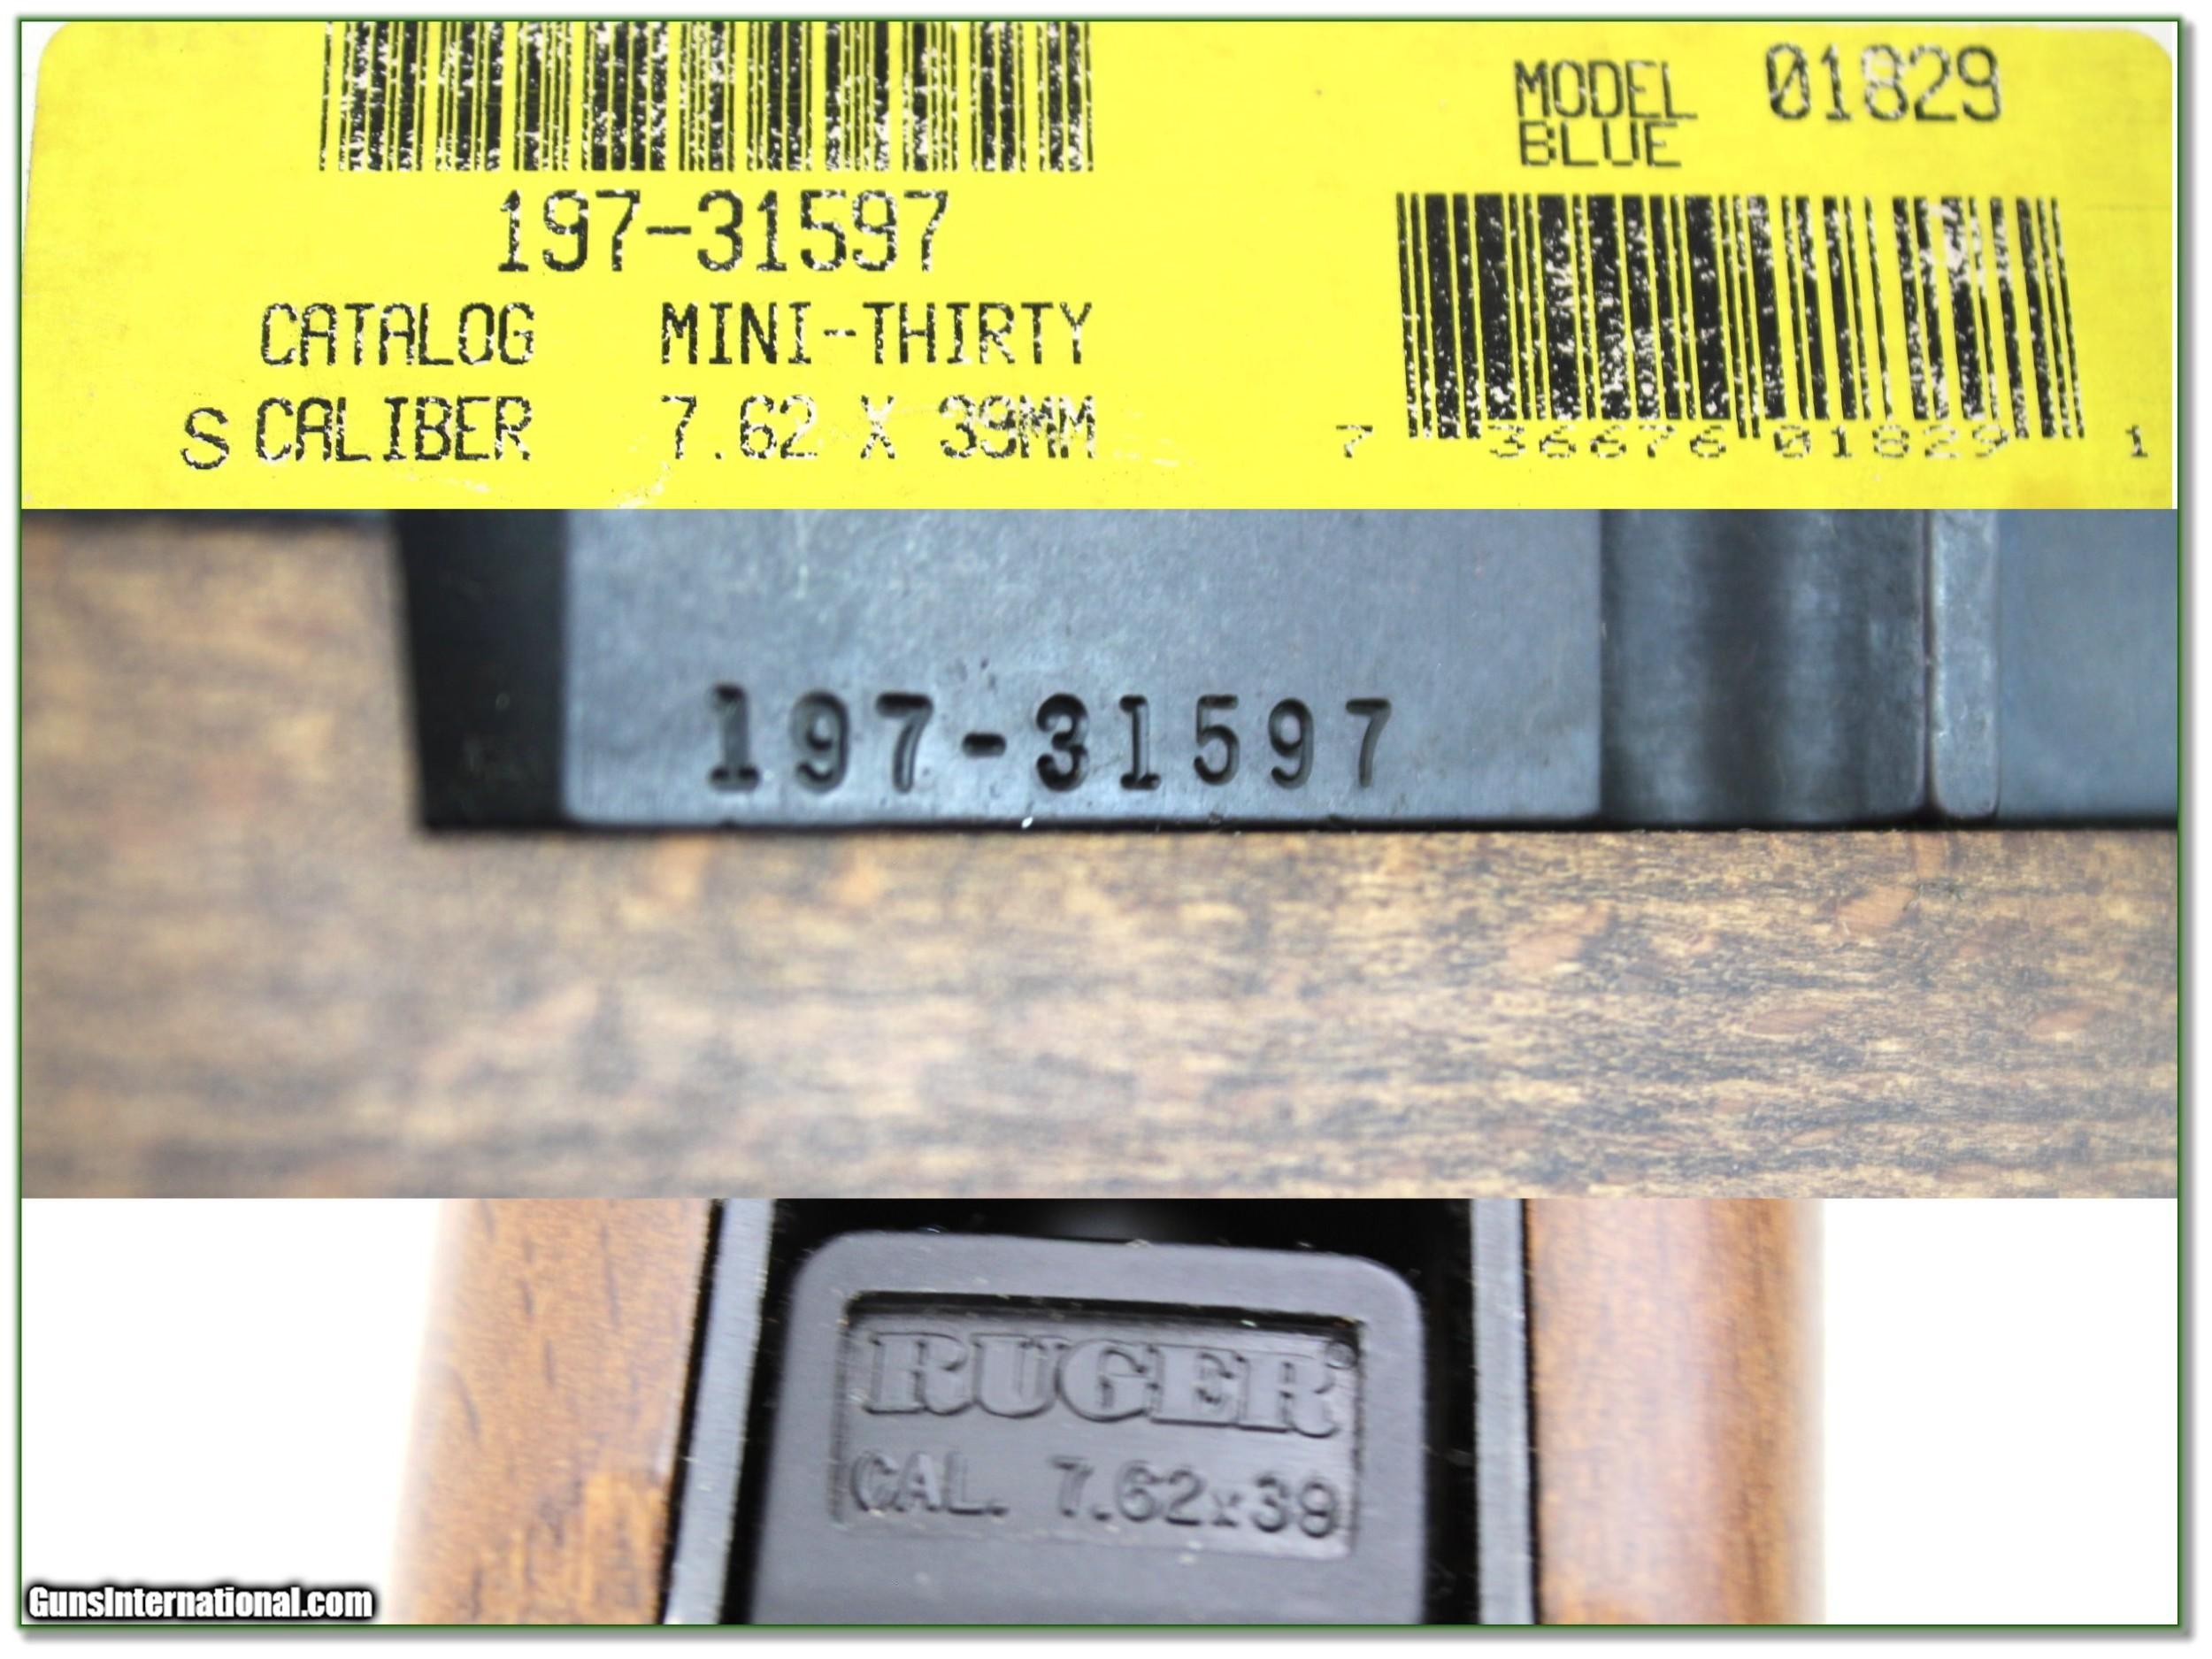 197-31597
CATALOG MINI-THIRTY
S CALIBER 7.62 X 39MM
MODEL 01829
BLUE
7 36676 01829 1
197-31597
RUGER®
CAL. 7.62x39
GunsInternational.com